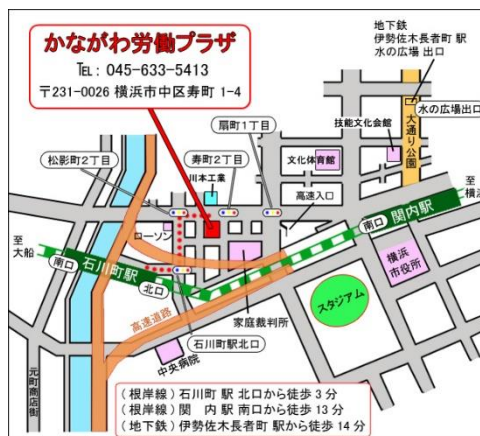 かながわ労働プラザ
TEL: 045-633-5413
〒231-0026 横浜市中区寿町 1-4
地下鉄
伊勢佐木長者町 駅
水の広場 出口
水の広場出口
大通り公園
技能文化会館
扇町1丁目
文化体育館
松影町2丁目
寿町2丁目
川本工業
高速入口
ローソン
関内駅
南口
至
横浜
至
大船
南口
石川町駅
北口
横浜
市役所
スタジアム
家庭裁判所
高速道路
石川町駅北口
中央病院
元町商店街
(根岸線) 石川町 駅 北口から徒歩 3 分
(根岸線) 関 内 駅 南口から徒歩 13 分
(地下鉄) 伊勢佐木長者町 駅から徒歩 14 分